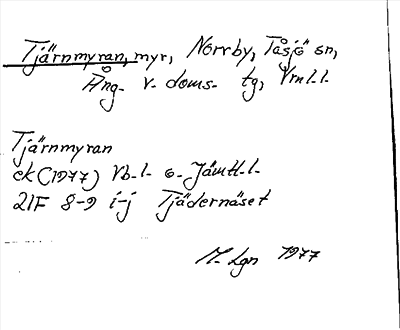 Tjärnmyran, myr, Norrby, Tåsjö sn,
Ång. v. doms. tg, Vrnl. l.
Tjärnmyran
ek (1977) Vb. l. o. Jämtl. l.
21F 8-9 i-j Tjädernäset
M. Lgn 1977